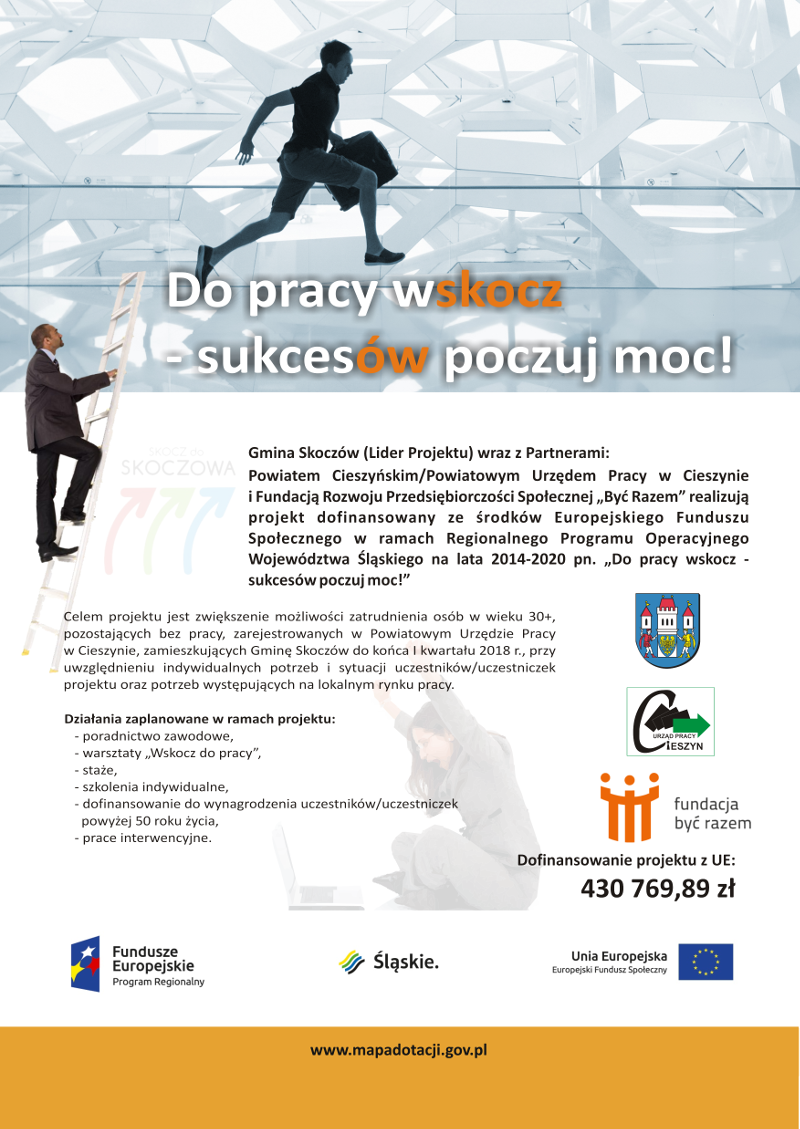 Do pracy wskocz
- sukcesów poczuj moc!
SKOCZ do
SKOCZOWA
Gmina Skoczów (Lider Projektu) wraz z Partnerami:
Powiatem Cieszyńskim/Powiatowym Urzędem Pracy w Cieszynie
i Fundacją Rozwoju Przedsiębiorczości Społecznej „Być Razem” realizują
projekt dofinansowany ze środków Europejskiego Funduszu
Społecznego w ramach Regionalnego Programu Operacyjnego
Województwa Śląskiego na lata 2014-2020 pn. „Do pracy wskocz -
sukcesów poczuj moc!”
Celem projektu jest zwiększenie możliwości zatrudnienia osób w wieku 30+,
pozostających bez pracy, zarejestrowanych w Powiatowym Urzędzie Pracy
w Cieszynie, zamieszkujących Gminę Skoczów do końca I kwartału 2018 r., przy
uwzględnieniu indywidualnych potrzeb i sytuacji uczestników/uczestniczek
projektu oraz potrzeb występujących na lokalnym rynku pracy.
Działania zaplanowane w ramach projektu:
- poradnictwo zawodowe,
- warsztaty „Wskocz do pracy”,
- staże,
- szkolenia indywidualne,
- dofinansowanie do wynagrodzenia uczestników/uczestniczek
powyżej 50 roku życia,
- prace interwencyjne.
URZĄD PRACY
CIESZYN
fundacja
być razem
Dofinansowanie projektu z UE:
430 769,89 zł
Fundusze
Europejskie
Program Regionalny
Śląskie.
Unia Europejska
Europejski Fundusz Społeczny
www.mapadotacji.gov.pl